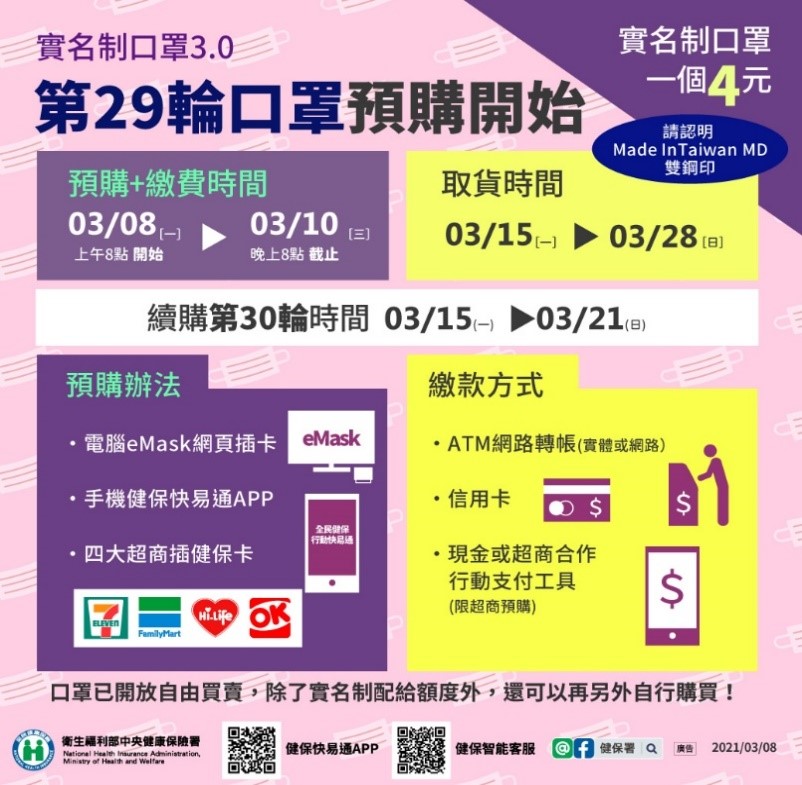 實名制口罩3.0
第29輪口罩預購開始
實名制口罩
一個4元
請認明
Made InTaiwan MD
雙鋼印
預購+繳費時間
03/08[一] ▶ 03/10 [三]
上午8點 開始 晚上8點 截止
取貨時間
03/15[一] ▶ 03/28 [日]
續購第30輪時間 03/15(一) ▶03/21(日)
預購辦法
・電腦eMask網頁插卡
eMask
・手機健保快易通APP
全民健保
行動快易通
・四大超商插健保卡
7
ELEVEN
FamilyMart
Hi-Life
OK
繳款方式
・ATM網路轉帳(實體或網路)
・信用卡
$
$
・現金或超商合作
行動支付工具
(限超商預購)
$
口罩已開放自由買賣，除了實名制配給額度外，還可以再另外自行購買！
衛生福利部中央健康保險署
National Health Insurance Administration,
Ministry of Health and Welfare
健保快易通APP
健保智能客服
@ f 健保署
廣告
2021/03/08